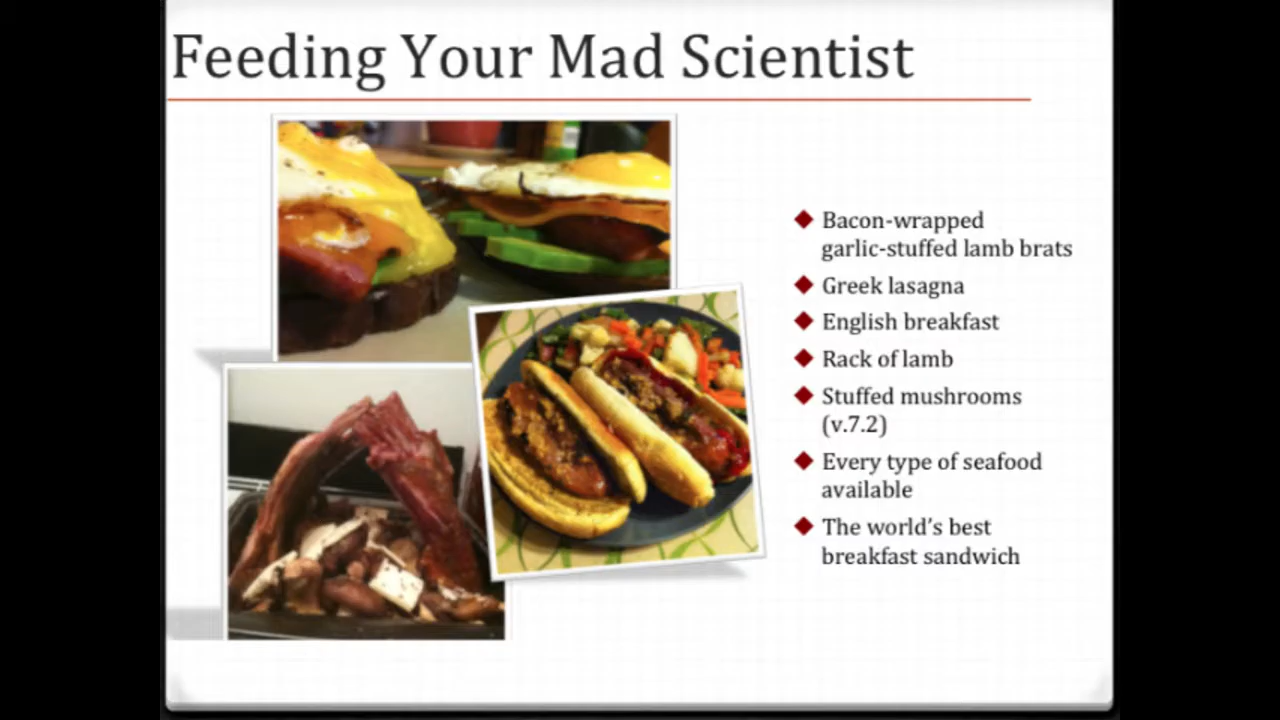 Feeding Your Mad Scientist
Bacon-wrapped
garlic-stuffed lamb brats
Greek lasagna
English breakfast
Rack of lamb
Stuffed mushrooms
(v.7.2)
Every type of seafood
available
The world’s best
breakfast sandwich